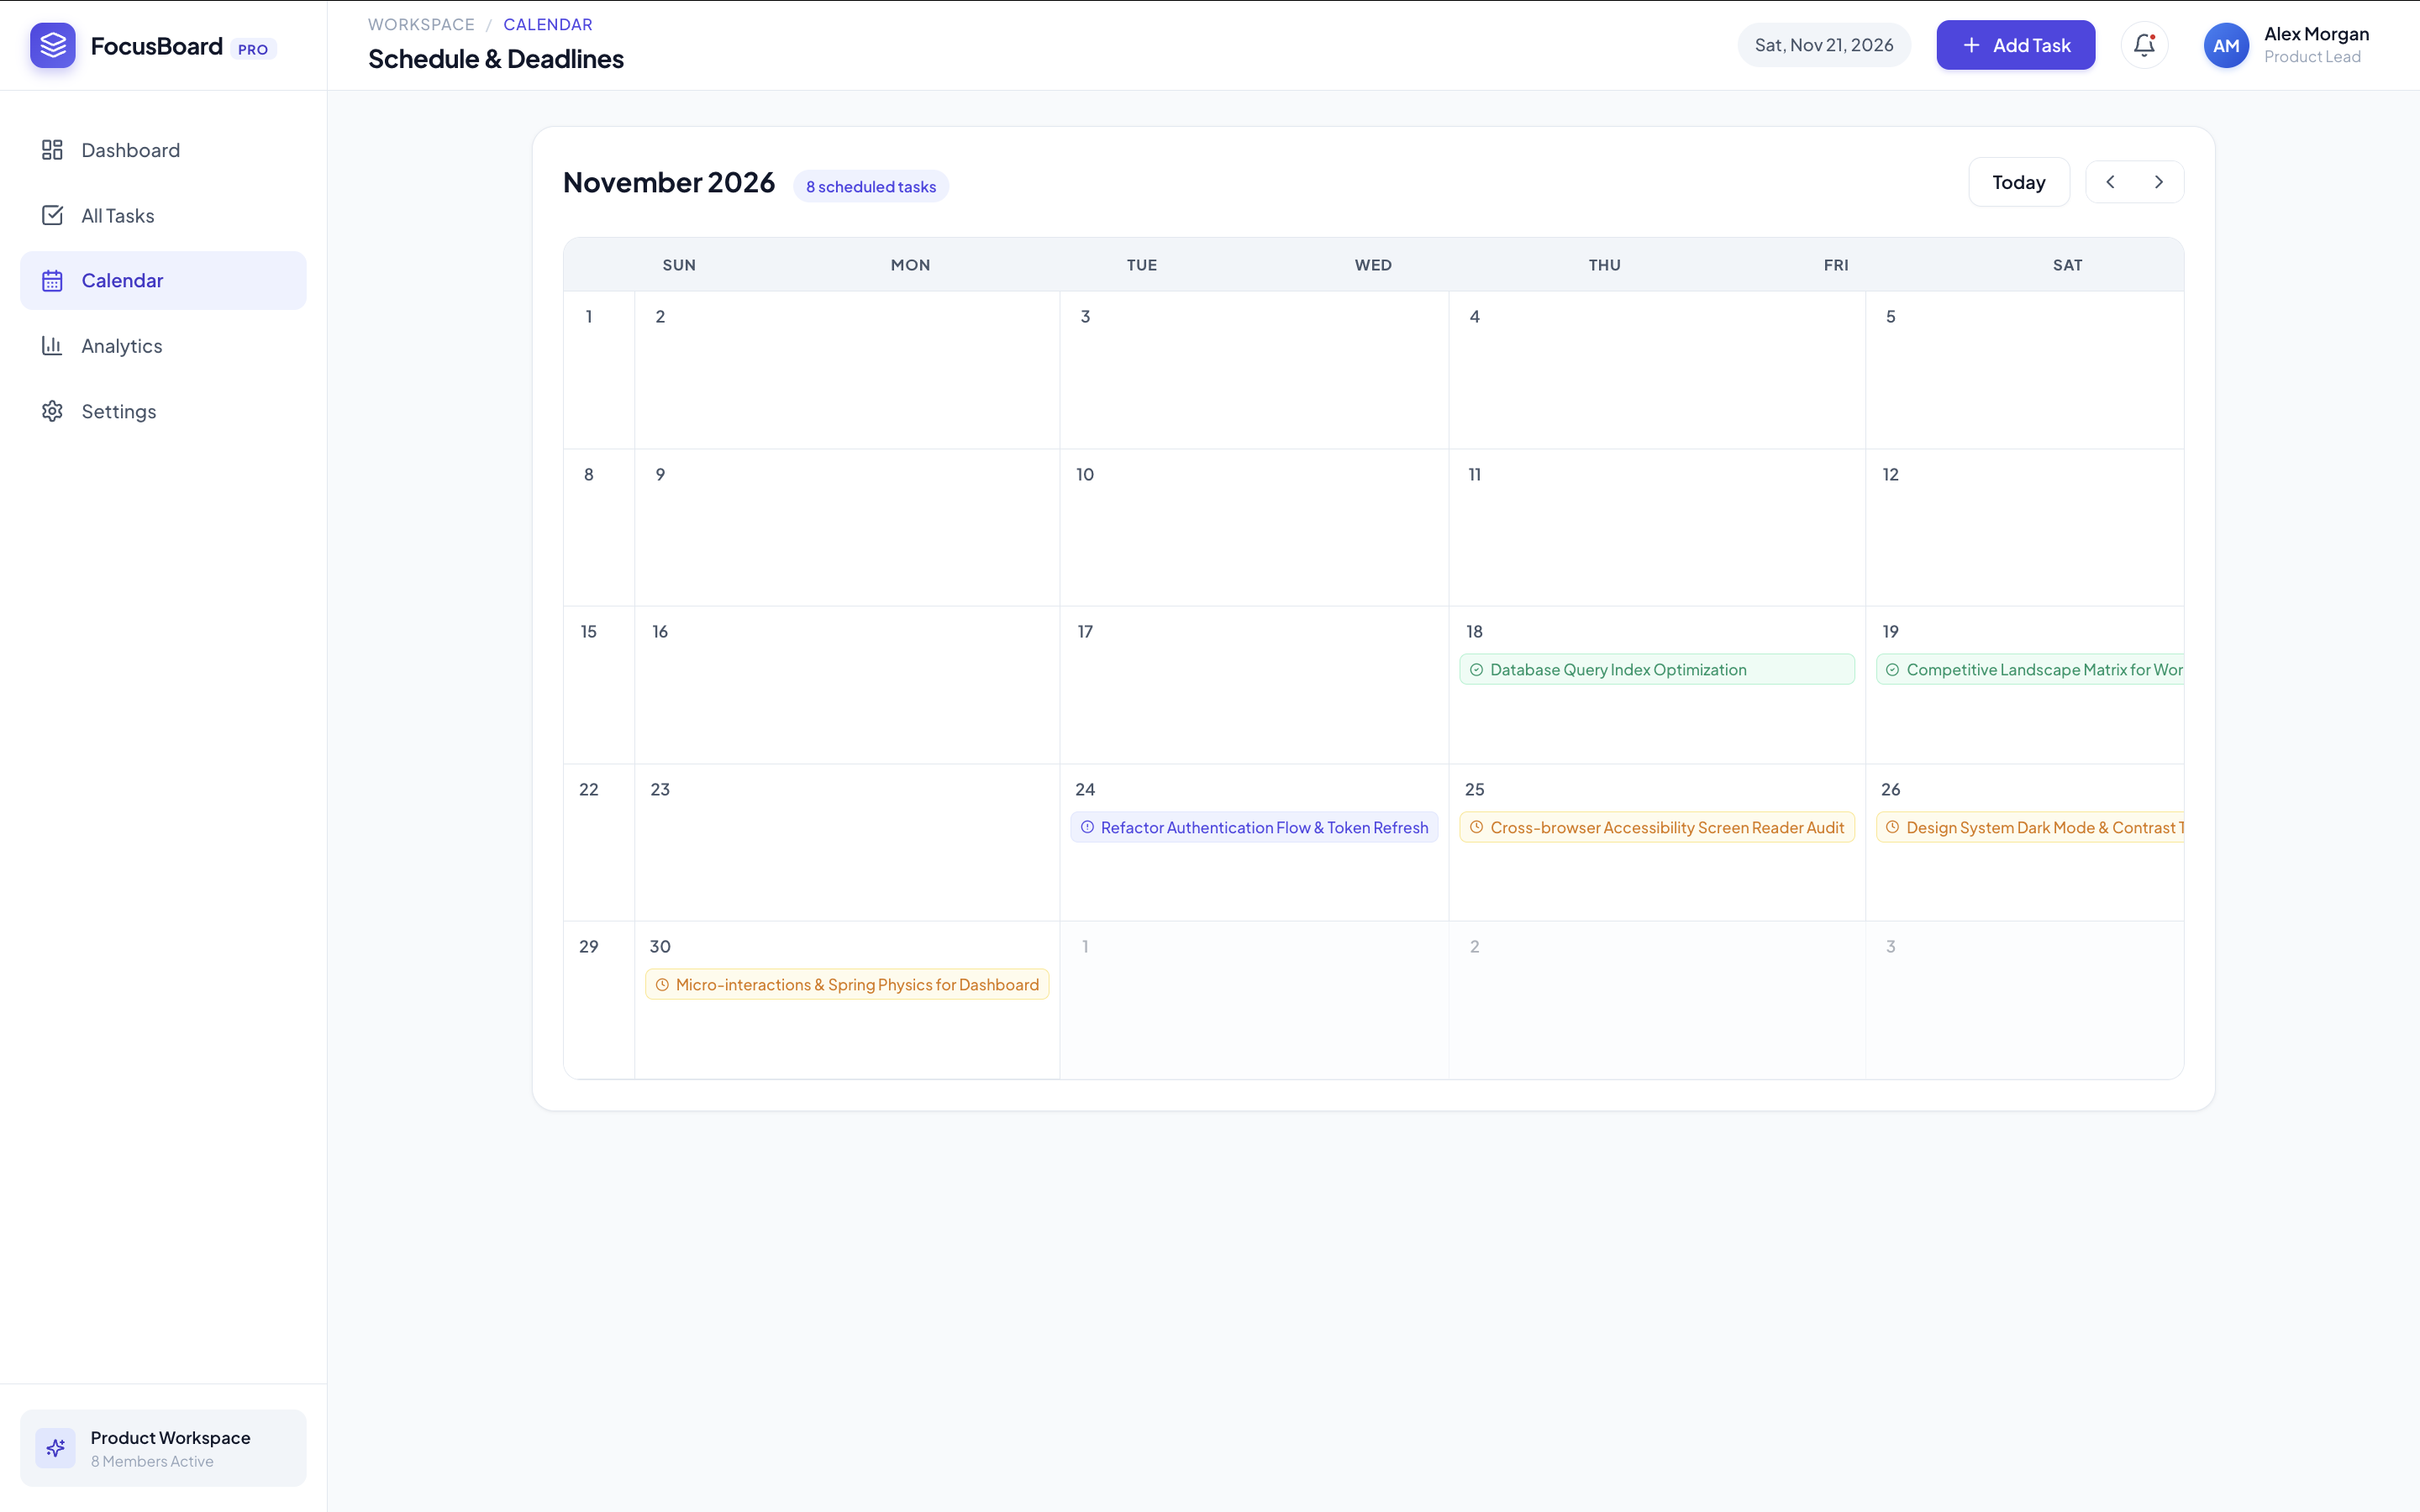 FocusBoard PRO
Dashboard
All Tasks
Calendar
Analytics
Settings
Product Workspace
8 Members Active
WORKSPACE / CALENDAR
Schedule & Deadlines
Sat, Nov 21, 2026
+ Add Task
AM
Alex Morgan
Product Lead
November 2026
8 scheduled tasks
Today
SUN MON TUE WED THU FRI SAT
1 2 3 4 5
8 9 10 11 12
15 16 17 18 19
Database Query Index Optimization
Competitive Landscape Matrix for Wor
22 23 24 25 26
Refactor Authentication Flow & Token Refresh
Cross-browser Accessibility Screen Reader Audit
Design System Dark Mode & Contrast T
29 30 1 2 3
Micro-interactions & Spring Physics for Dashboard